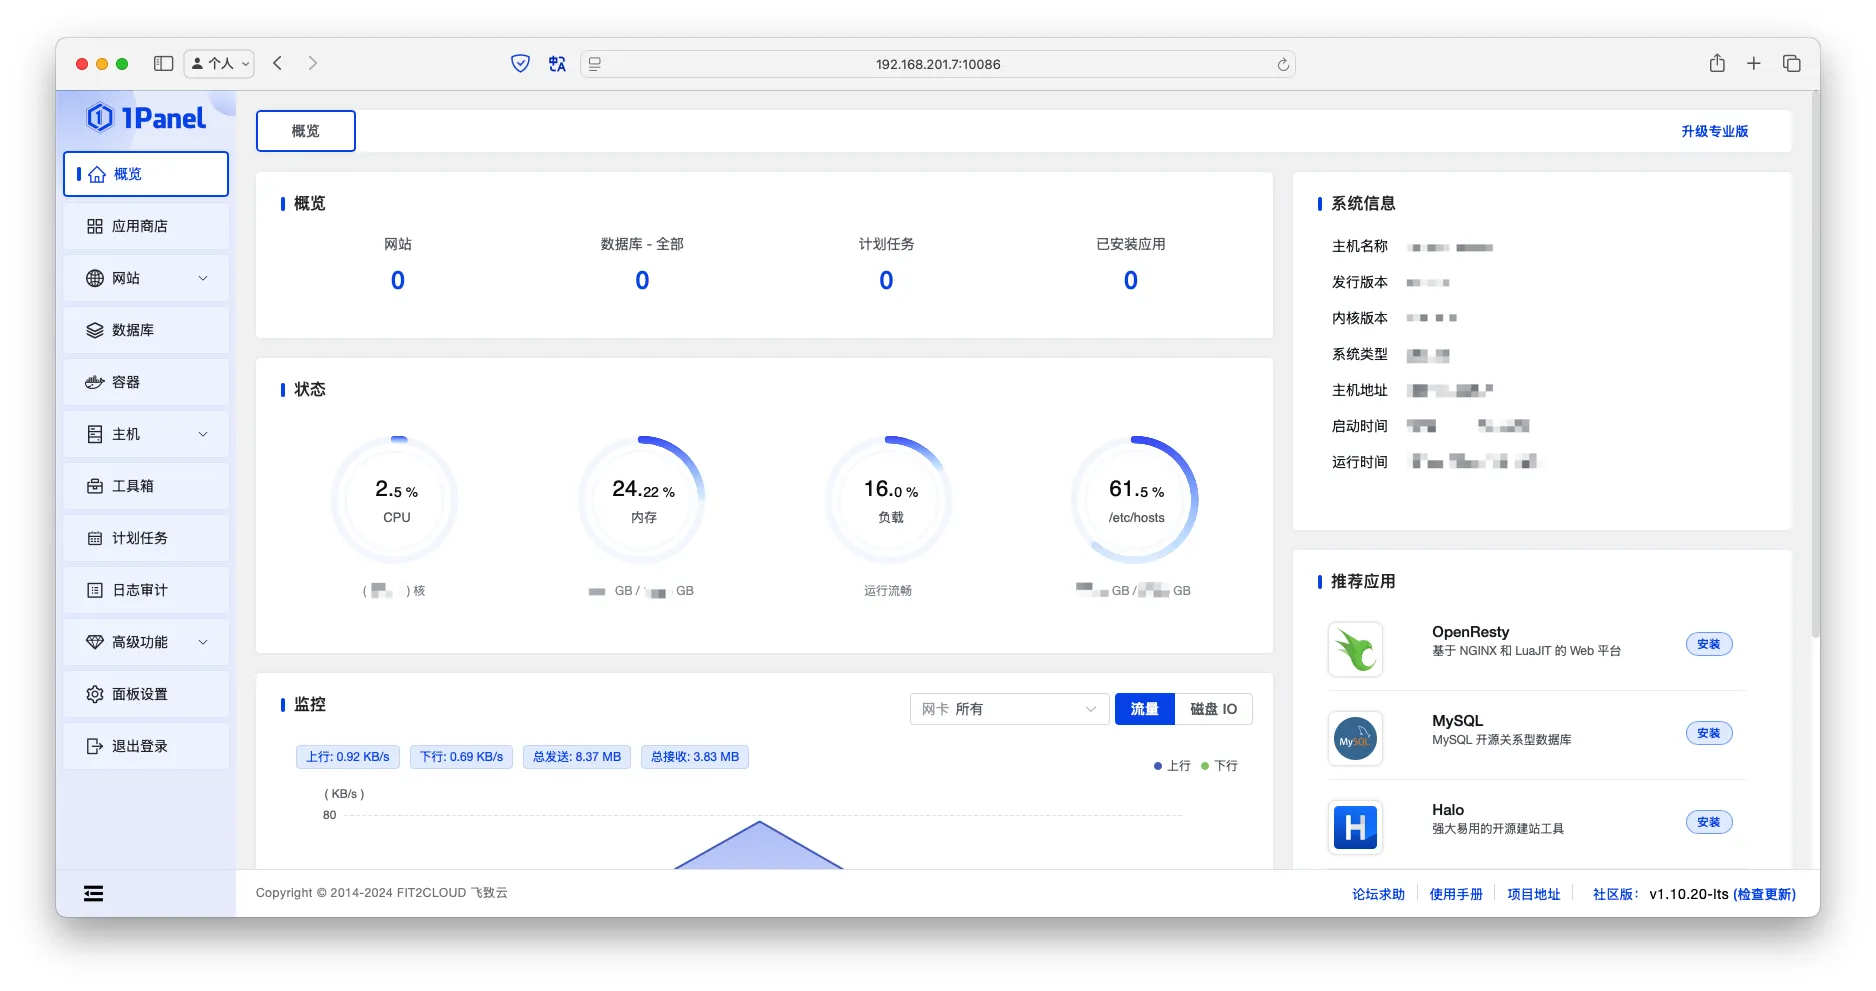 个人
192.168.201.7:10086
1Panel
概览
应用商店
网站
数据库
容器
主机
工具箱
计划任务
日志审计
高级功能
面板设置
退出登录
概览
升级专业版
概览
网站
0
数据库 - 全部
0
计划任务
0
已安装应用
0
状态
2.5 %
CPU
( ) 核
24.22 %
内存
GB / GB
16.0 %
负载
运行流畅
61.5 %
/etc/hosts
GB / GB
监控
网卡 所有
流量
磁盘 IO
上行: 0.92 KB/s
下行: 0.69 KB/s
总发送: 8.37 MB
总接收: 3.83 MB
上行
下行
( KB/s )
80
系统信息
主机名称
发行版本
内核版本
系统类型
主机地址
启动时间
运行时间
推荐应用
OpenResty
基于 NGINX 和 LuaJIT 的 Web 平台
安装
MySQL
MySQL
MySQL 开源关系型数据库
安装
H
Halo
强大易用的开源建站工具
安装
Copyright © 2014-2024 FIT2CLOUD 飞致云
论坛求助
使用手册
项目地址
社区版: v1.10.20-lts (检查更新)